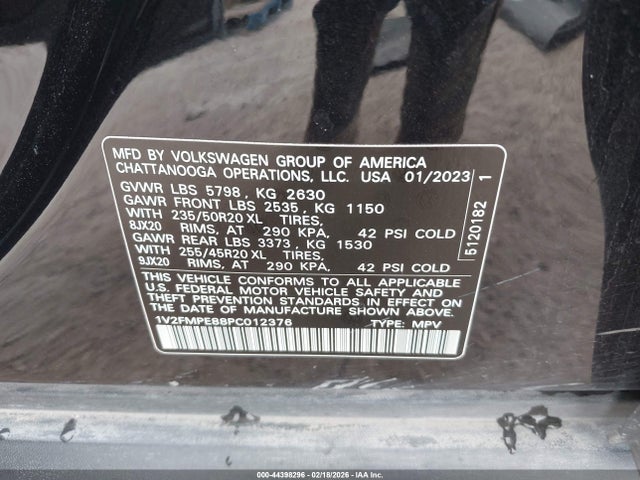 MFD BY VOLKSWAGEN GROUP OF AMERICA
CHATTANOOGA OPERATIONS, LLC. USA 01/2023
GVWR LBS 5798, KG 2630
GAWR FRONT LBS 2535, KG 1150
WITH 235/50R20 XL TIRES,
8JX20 RIMS, AT 290 KPA, 42 PSI COLD
GAWR REAR LBS 3373, KG 1530
WITH 255/45R20 XL TIRES,
9JX20 RIMS, AT 290 KPA, 42 PSI COLD
THIS VEHICLE CONFORMS TO ALL APPLICABLE
U.S. FEDERAL MOTOR VEHICLE SAFETY AND
THEFT PREVENTION STANDARDS IN EFFECT ON
THE DATE OF MANUFACTURE SHOWN ABOVE.
1V2FMPE88PC012376 TYPE: MPV
5120182 1
000-44398296 - 02/18/2026 - IAA Inc.